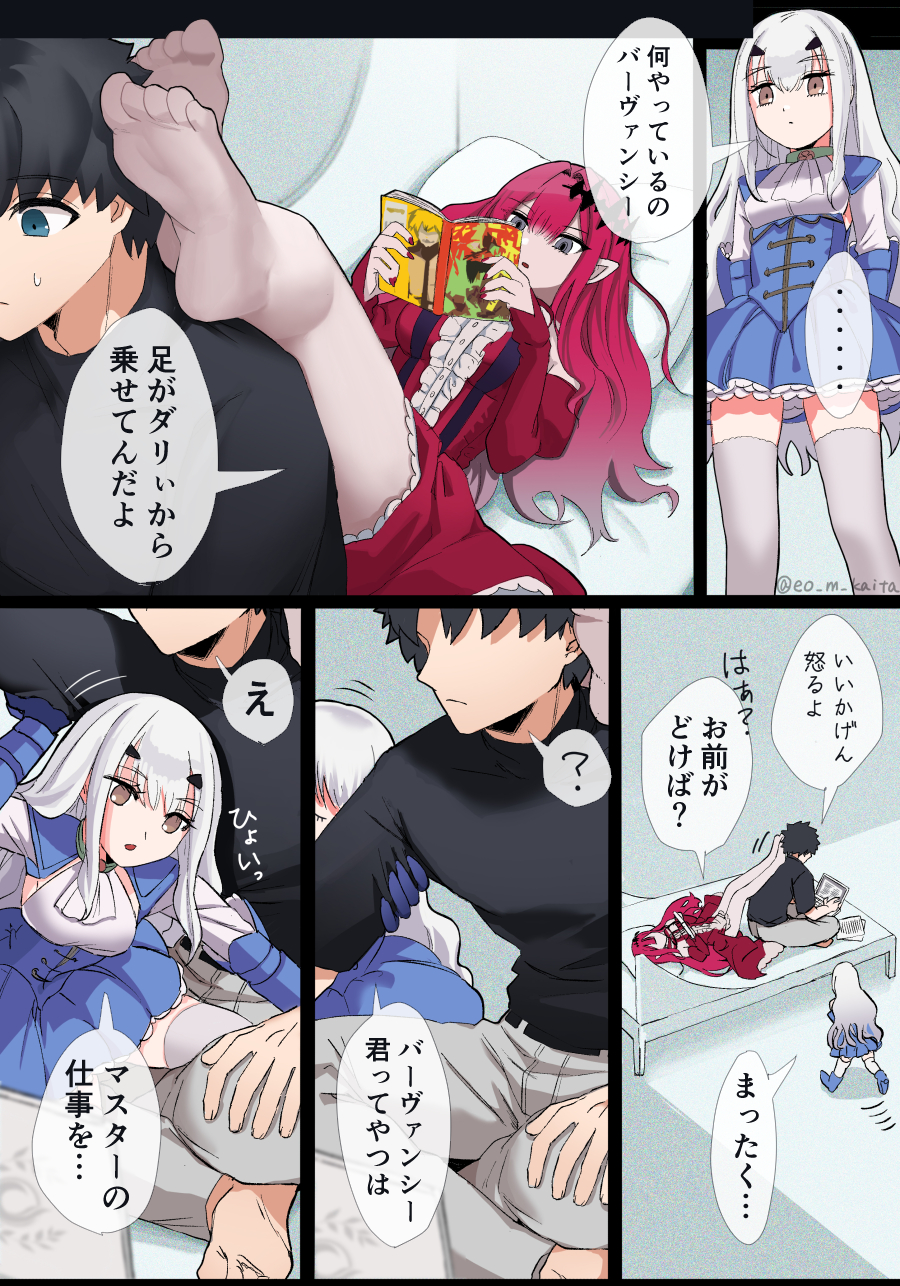 何やっているの
バーヴァンシー
・・・・・・
足がダリぃから
乗せてんだよ
@eo_m_kaita
いいかげん
怒るよ
はぁ?
お前が
どけば?
まったく…
?
バーヴァンシー
君ってやつは
え
ひょいっ
マスターの
仕事を…